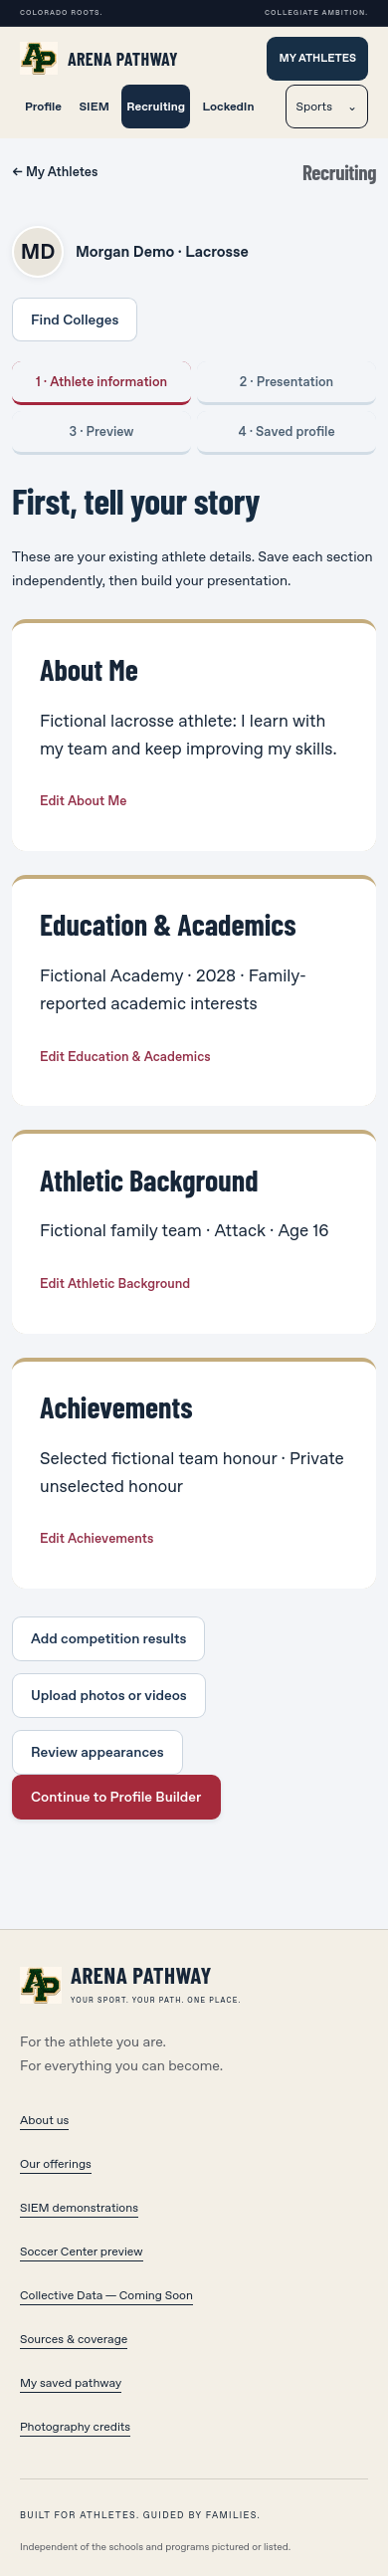 COLORADO ROOTS. COLLEGIATE AMBITION.
AP ARENA PATHWAY MY ATHLETES
Profile SIEM Recruiting LinkedIn Sports
← My Athletes Recruiting
MD Morgan Demo · Lacrosse
Find Colleges
1 · Athlete information 2 · Presentation
3 · Preview 4 · Saved profile
First, tell your story
These are your existing athlete details. Save each section
independently, then build your presentation.
About Me
Fictional lacrosse athlete: I learn with
my team and keep improving my skills.
Edit About Me
Education & Academics
Fictional Academy · 2028 · Family-
reported academic interests
Edit Education & Academics
Athletic Background
Fictional family team · Attack · Age 16
Edit Athletic Background
Achievements
Selected fictional team honour · Private
unselected honour
Edit Achievements
Add competition results
Upload photos or videos
Review appearances
Continue to Profile Builder
AP ARENA PATHWAY
YOUR SPORT. YOUR PATH. ONE PLACE.
For the athlete you are.
For everything you can become.
About us
Our offerings
SIEM demonstrations
Soccer Center preview
Collective Data — Coming Soon
Sources & coverage
My saved pathway
Photography credits
BUILT FOR ATHLETES. GUIDED BY FAMILIES.
Independent of the schools and programs pictured or listed.